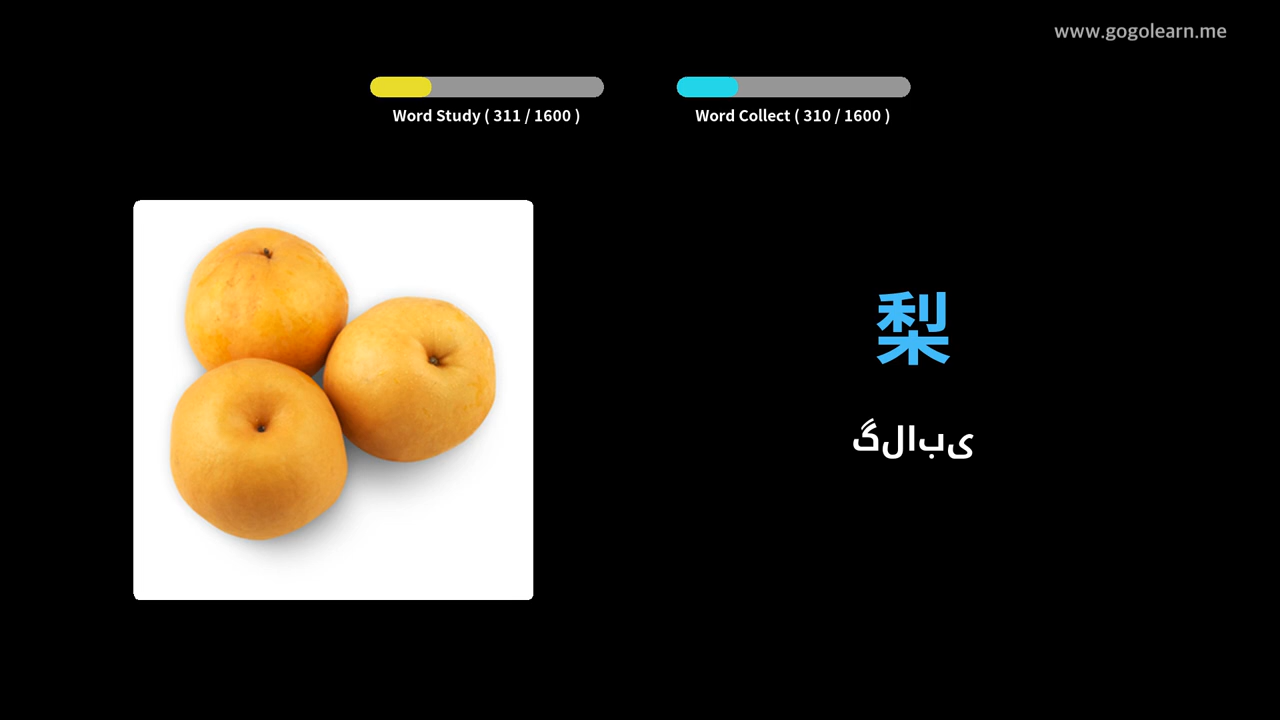 www.gogolearn.me
Word Study ( 311 / 1600 )
Word Collect ( 310 / 1600 )
梨
گلابی